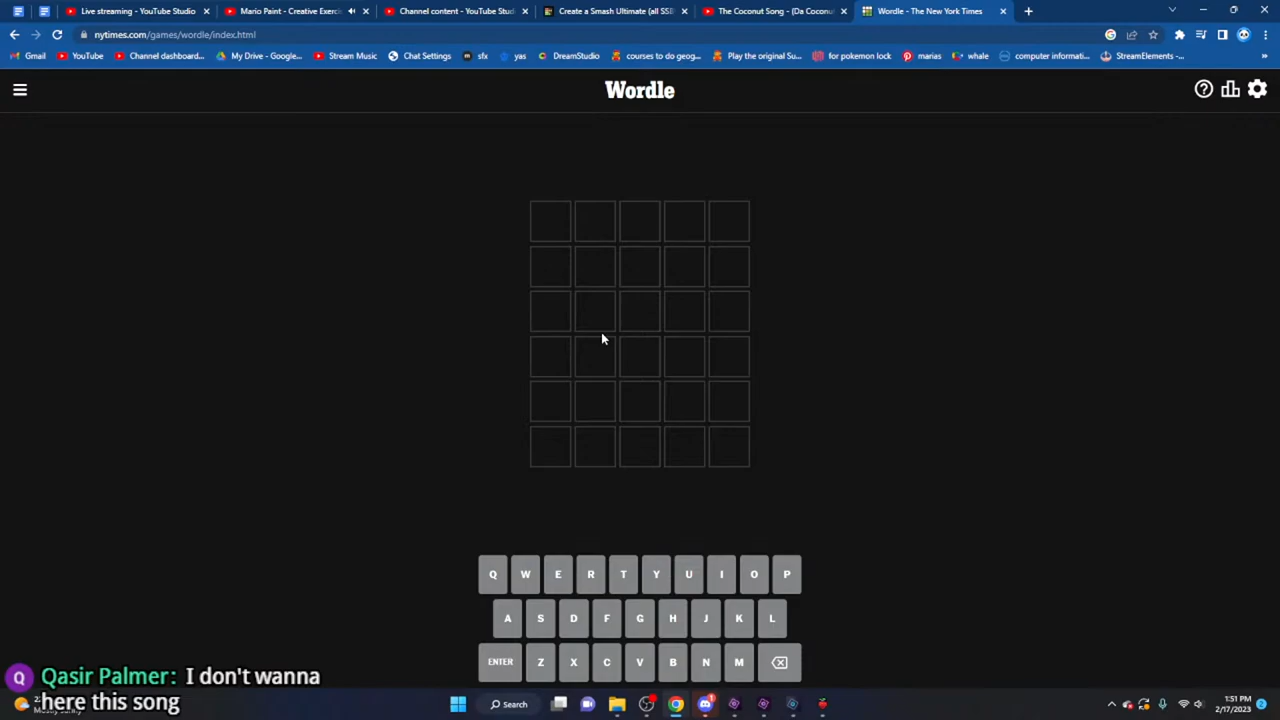 Live streaming - YouTube Studio
Mario Paint - Creative Exerci
Channel content - YouTube Stud
Create a Smash Ultimate (all SSB
The Coconut Song - (Da Coconu
Wordle - The New York Times
nytimes.com/games/wordle/index.html
Gmail YouTube Channel dashboard... My Drive - Google... Stream Music Chat Settings sfx yas DreamStudio courses to do geog... Play the original Su... for pokemon lock marias whale computer informati... StreamElements -... »
Wordle
Q W E R T Y U I O P
A S D F G H J K L
ENTER Z X C V B N M
Q Qasir Palmer: I don't wanna
here this song
Search
1:51 PM
2/17/2023